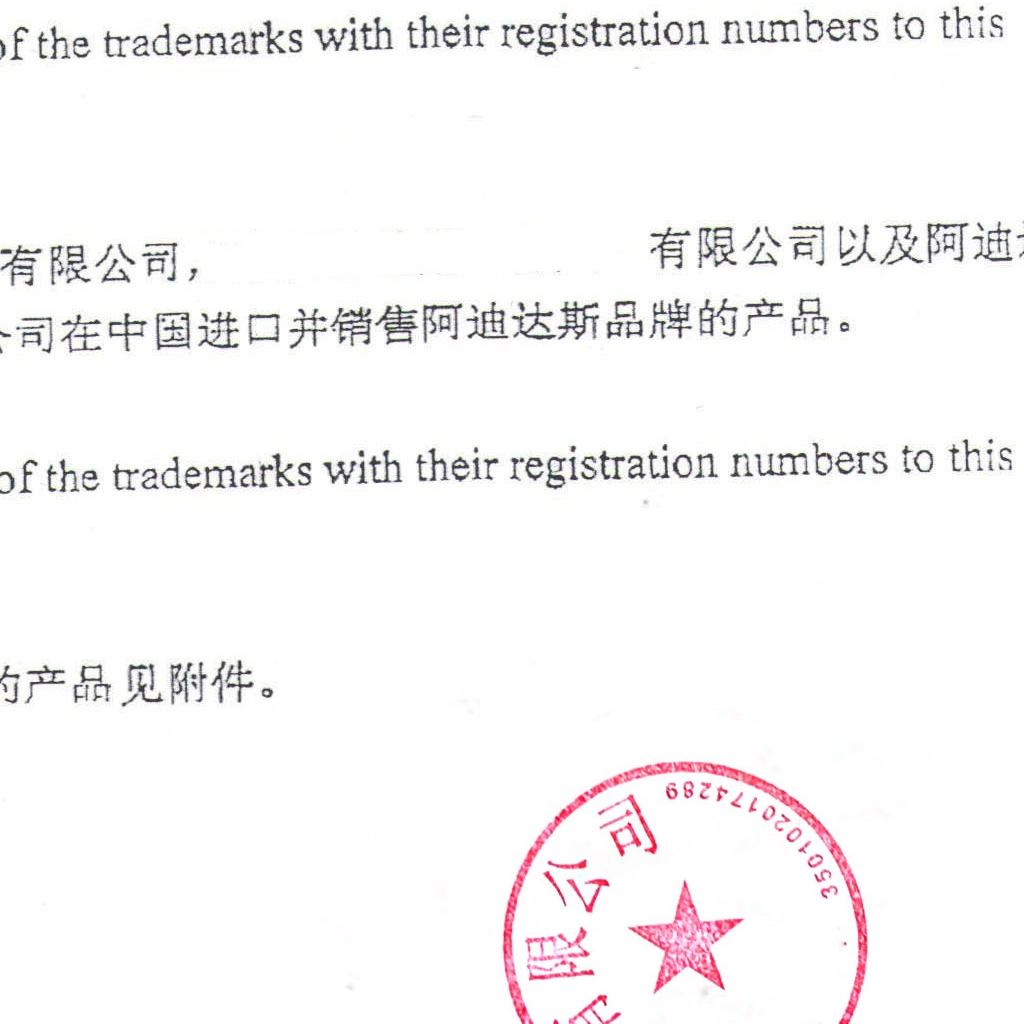 of the trademarks with their registration numbers to this
有限公司, 有限公司以及阿迪达
公司在中国进口并销售阿迪达斯品牌的产品。
of the trademarks with their registration numbers to this
的产品见附件。
有限公司
3501020174289